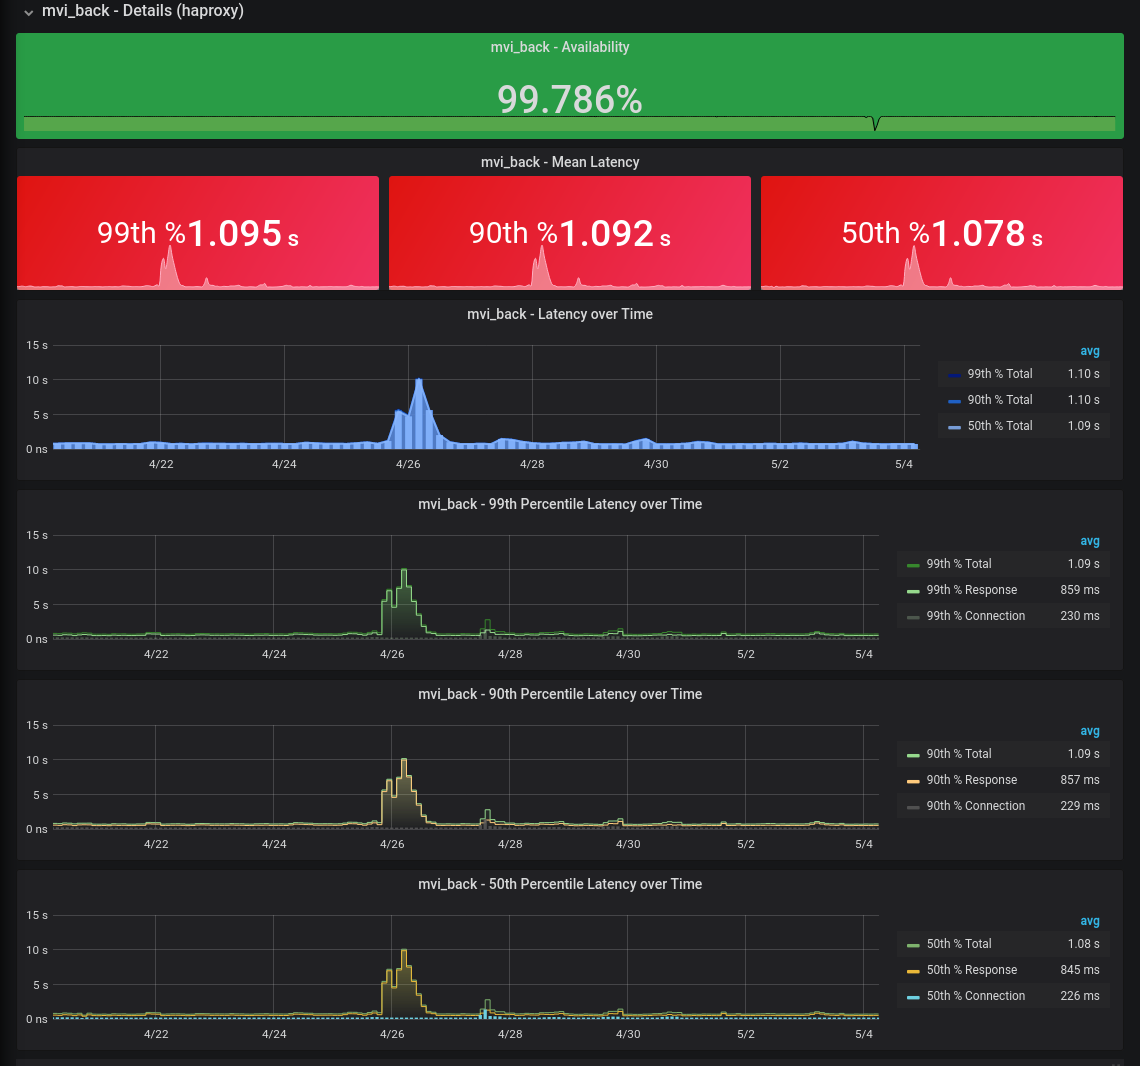 mvi_back - Details (haproxy)
mvi_back - Availability
99.786%
mvi_back - Mean Latency
99th %1.095 s
90th %1.092 s
50th %1.078 s
mvi_back - Latency over Time
avg
15 s
10 s
5 s
0 ns
4/22 4/24 4/26 4/28 4/30 5/2 5/4
99th % Total 1.10 s
90th % Total 1.10 s
50th % Total 1.09 s
mvi_back - 99th Percentile Latency over Time
avg
15 s
10 s
5 s
0 ns
4/22 4/24 4/26 4/28 4/30 5/2 5/4
99th % Total 1.09 s
99th % Response 859 ms
99th % Connection 230 ms
mvi_back - 90th Percentile Latency over Time
avg
15 s
10 s
5 s
0 ns
4/22 4/24 4/26 4/28 4/30 5/2 5/4
90th % Total 1.09 s
90th % Response 857 ms
90th % Connection 229 ms
mvi_back - 50th Percentile Latency over Time
avg
15 s
10 s
5 s
0 ns
4/22 4/24 4/26 4/28 4/30 5/2 5/4
50th % Total 1.08 s
50th % Response 845 ms
50th % Connection 226 ms